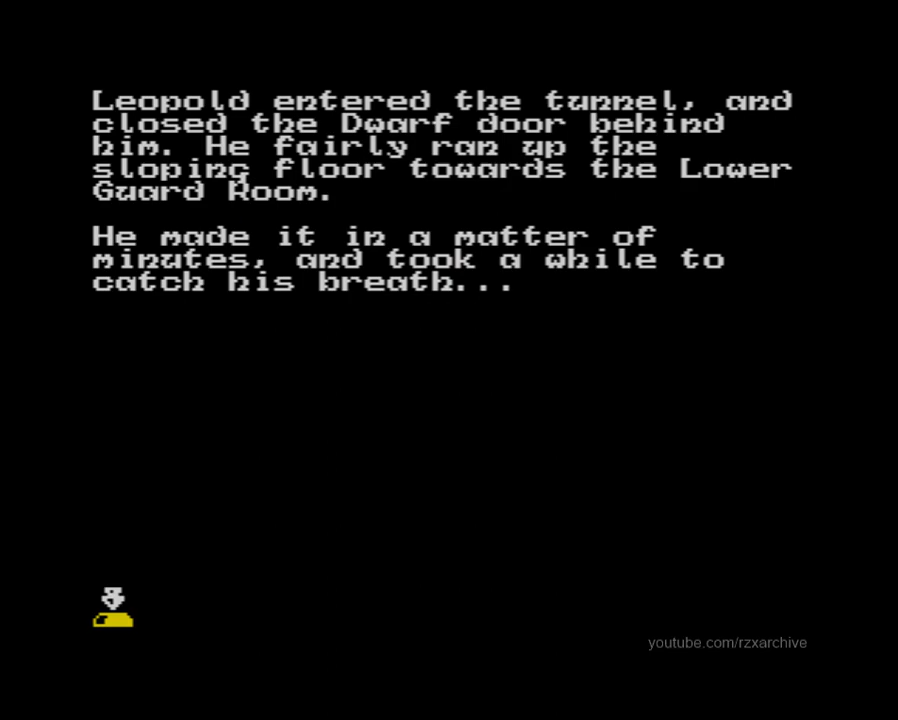 Leopold entered the tunnel, and
closed the Dwarf door behind
him. He fairly ran up the
sloping floor towards the Lower
Guard Room.
He made it in a matter of
minutes, and took a while to
catch his breath...
youtube.com/rzxarchive